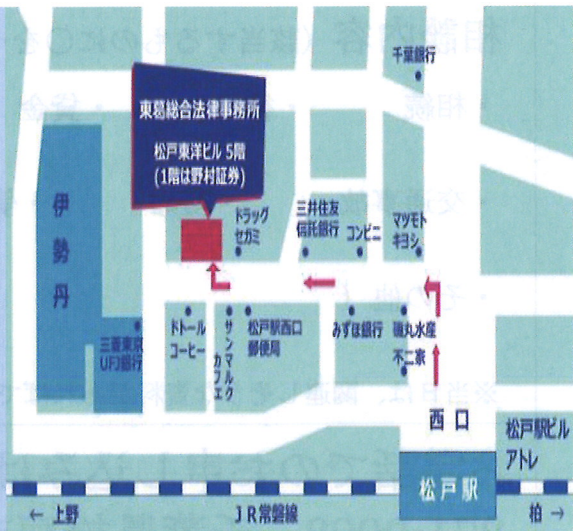 千葉銀行
東葛総合法律事務所
松戸東洋ビル 5階
(1階は野村証券)
伊勢丹
ドラッグ
セガミ
三井住友
信託銀行
コンビニ
マツモト
キヨシ
三菱東京
UFJ銀行
ドトール
コーヒー
サンマルク
カフェ
松戸駅西口
郵便局
みずほ銀行
磯丸水産
不二家
西口
松戸駅ビル
アトレ
松戸駅
← 上野
JR常磐線
柏 →